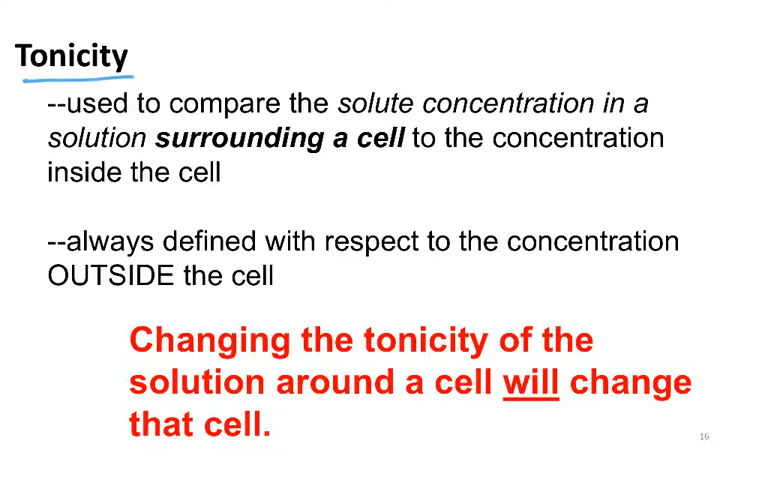 Tonicity
--used to compare the solute concentration in a
solution surrounding a cell to the concentration
inside the cell
--always defined with respect to the concentration
OUTSIDE the cell
Changing the tonicity of the
solution around a cell will change
that cell.
16